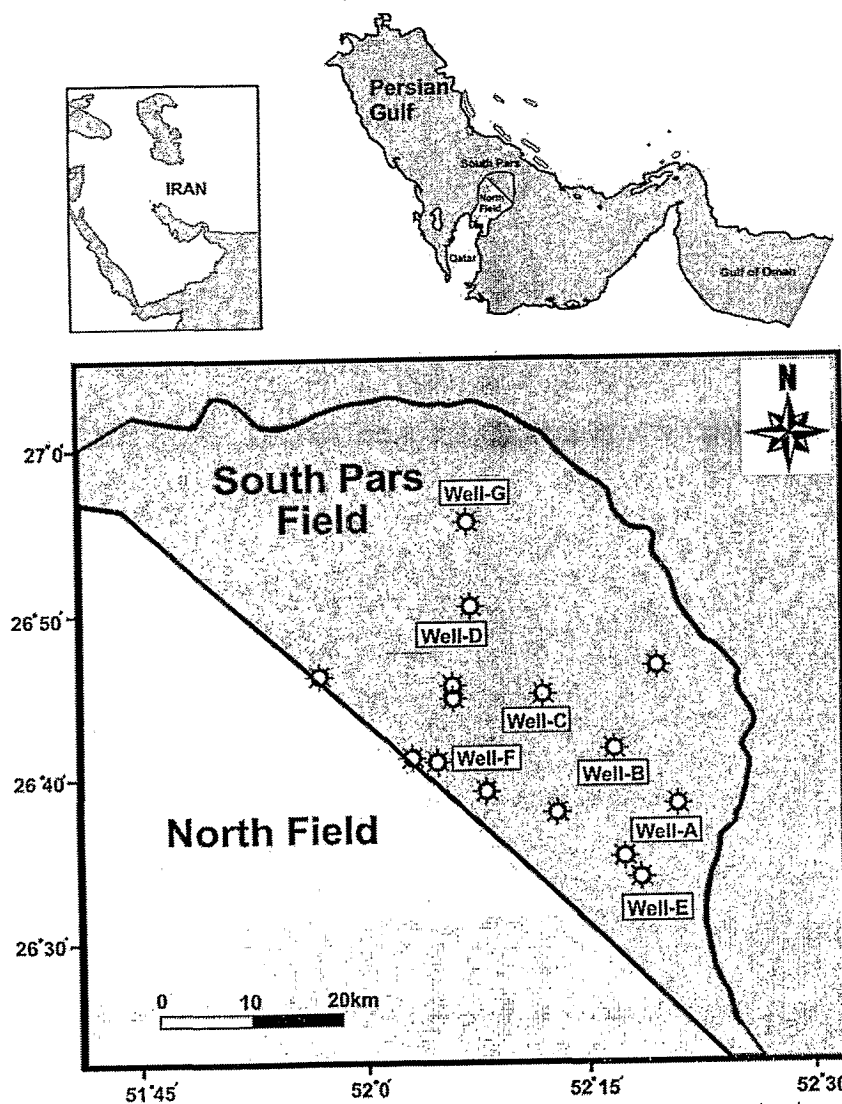 Persian
Gulf
IRAN
South Pars
North
Field
Qatar
Gulf of Oman
N
27°0'
South Pars
Field
Well-G
26°50'
Well-D
Well-C
Well-F
Well-B
26°40'
Well-A
North Field
Well-E
26°30'
0 10 20km
51°45' 52°0' 52°15' 52°30'